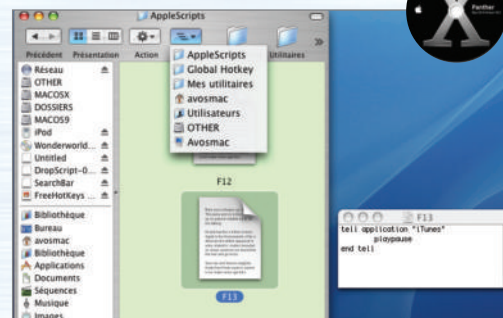 AppleScripts
Précédent Présentation Action Utilitaires
AppleScripts
Global Hotkey
Mes utilitaires
avosmac
Utilisateurs
OTHER
Avosmac
Réseau
OTHER
MACOSX
DOSSIERS
MACOS9
iPod
Wonderworld...
Untitled
DropScript-0...
SearchBar
FreeHotKeys ...
Bibliothèque
Bureau
avosmac
Bibliothèque
Applications
Documents
Séquences
Musique
Images
F12
F13
F13
tell application "iTunes"
playpause
end tell
Panther